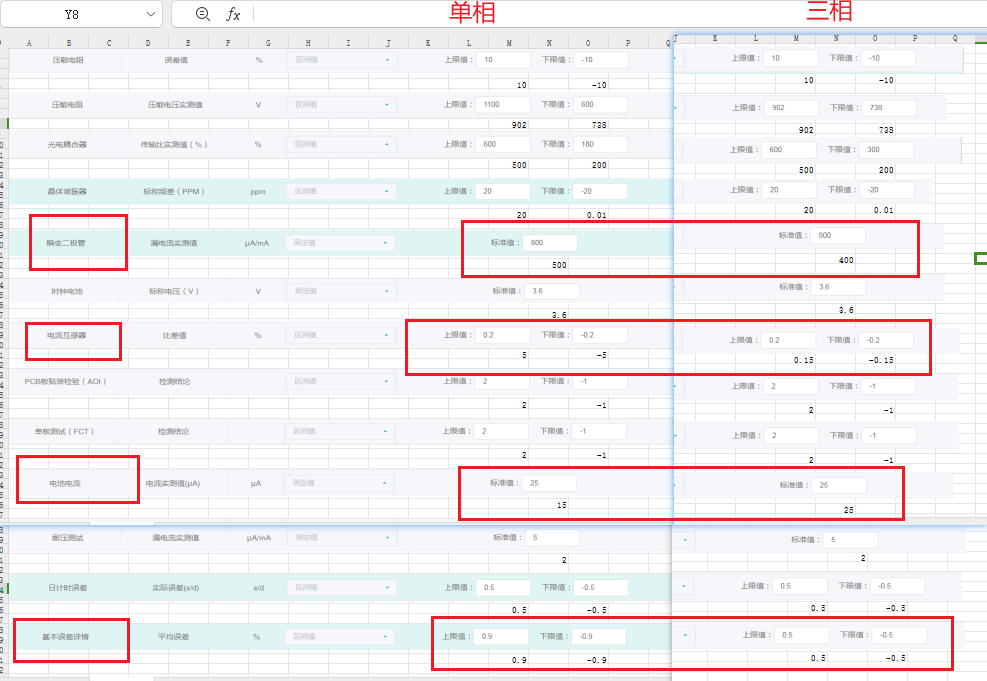 单相 三相
Y8 fx
A B C D E F G H I J K L M N O P Q J K L M N O P Q
压敏电阻 误差值 % 区间值 上限值： 10 下限值： -10 上限值： 10 下限值： -10
10 -10 10 -10
压敏电阻 压敏电压实测值 V 区间值 上限值： 1100 下限值： 600 上限值： 902 下限值： 738
902 738 902 738
光电耦合器 传输比实测值（%） % 区间值 上限值： 600 下限值： 180 上限值： 600 下限值： 300
500 200 500 200
晶体谐振器 标称频差（PPM） ppm 区间值 上限值： 20 下限值： -20 上限值： 20 下限值： -20
20 0.01 20 0.01
瞬变二极管 漏电流实测值 μA/mA 固定值 标准值： 800 标准值： 800
500 400
时钟电池 标称电压（V） V 固定值 标准值： 3.6 标准值： 3.6
3.6 3.6
电流互感器 比差值 % 区间值 上限值： 0.2 下限值： -0.2 上限值： 0.2 下限值： -0.2
5 -5 0.15 -0.15
PCB板贴装检验（AOI） 检测结论 区间值 上限值： 2 下限值： -1 上限值： 2 下限值： -1
2 -1 2 -1
单板测试（FCT） 检测结论 区间值 上限值： 2 下限值： -1 上限值： 2 下限值： -1
2 -1 2 -1
电池电流 电流实测值(μA) μA 固定值 标准值： 25 标准值： 25
15 25
耐压测试 漏电流实测值 μA/mA 固定值 标准值： 5 标准值： 5
2 2
日计时误差 实际误差(s/d) s/d 区间值 上限值： 0.5 下限值： -0.5 上限值： 0.5 下限值： -0.5
0.5 -0.5 0.5 -0.5
基本误差详情 平均误差 % 区间值 上限值： 0.9 下限值： -0.9 上限值： 0.5 下限值： -0.5
0.9 -0.9 0.5 -0.5